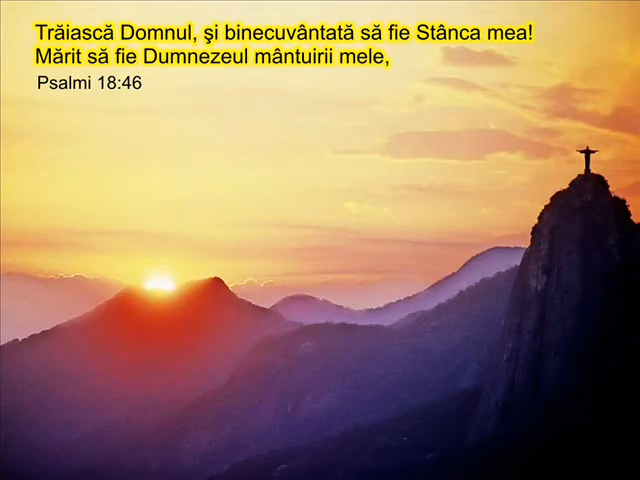 Trăiască Domnul, şi binecuvântată să fie Stânca mea!
Mărit să fie Dumnezeul mântuirii mele,
Psalmi 18:46